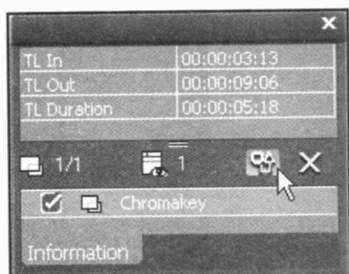 TL In 00:00:03:13
TL Out 00:00:09:06
TL Duration 00:00:05:18
1/1 1
Chromakey
Information